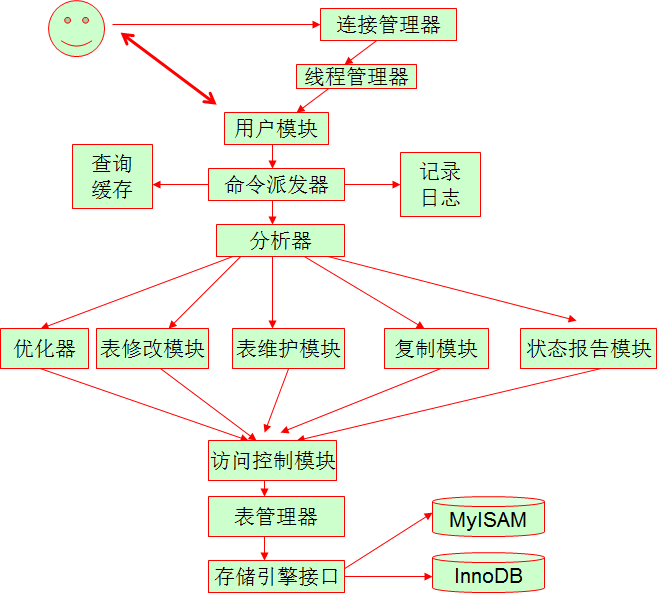 连接管理器
线程管理器
用户模块
查询
缓存
命令派发器
记录
日志
分析器
优化器
表修改模块
表维护模块
复制模块
状态报告模块
访问控制模块
表管理器
MyISAM
存储引擎接口
InnoDB